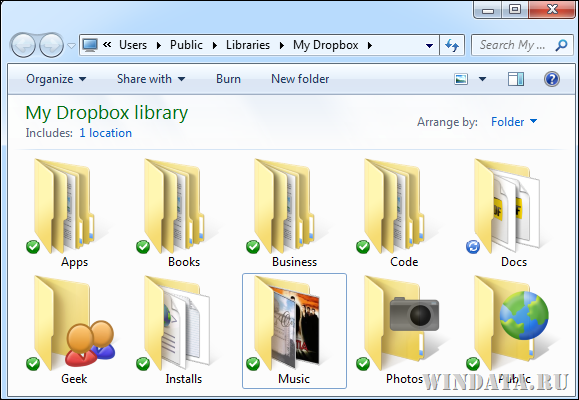 « Users ▸ Public ▸ Libraries ▸ My Dropbox ▸
Search My ...
Organize Share with Burn New folder
My Dropbox library
Includes: 1 location
Arrange by: Folder
Apps Books Business Code Docs
Geek Installs Music Photos Public
WINDATA.RU